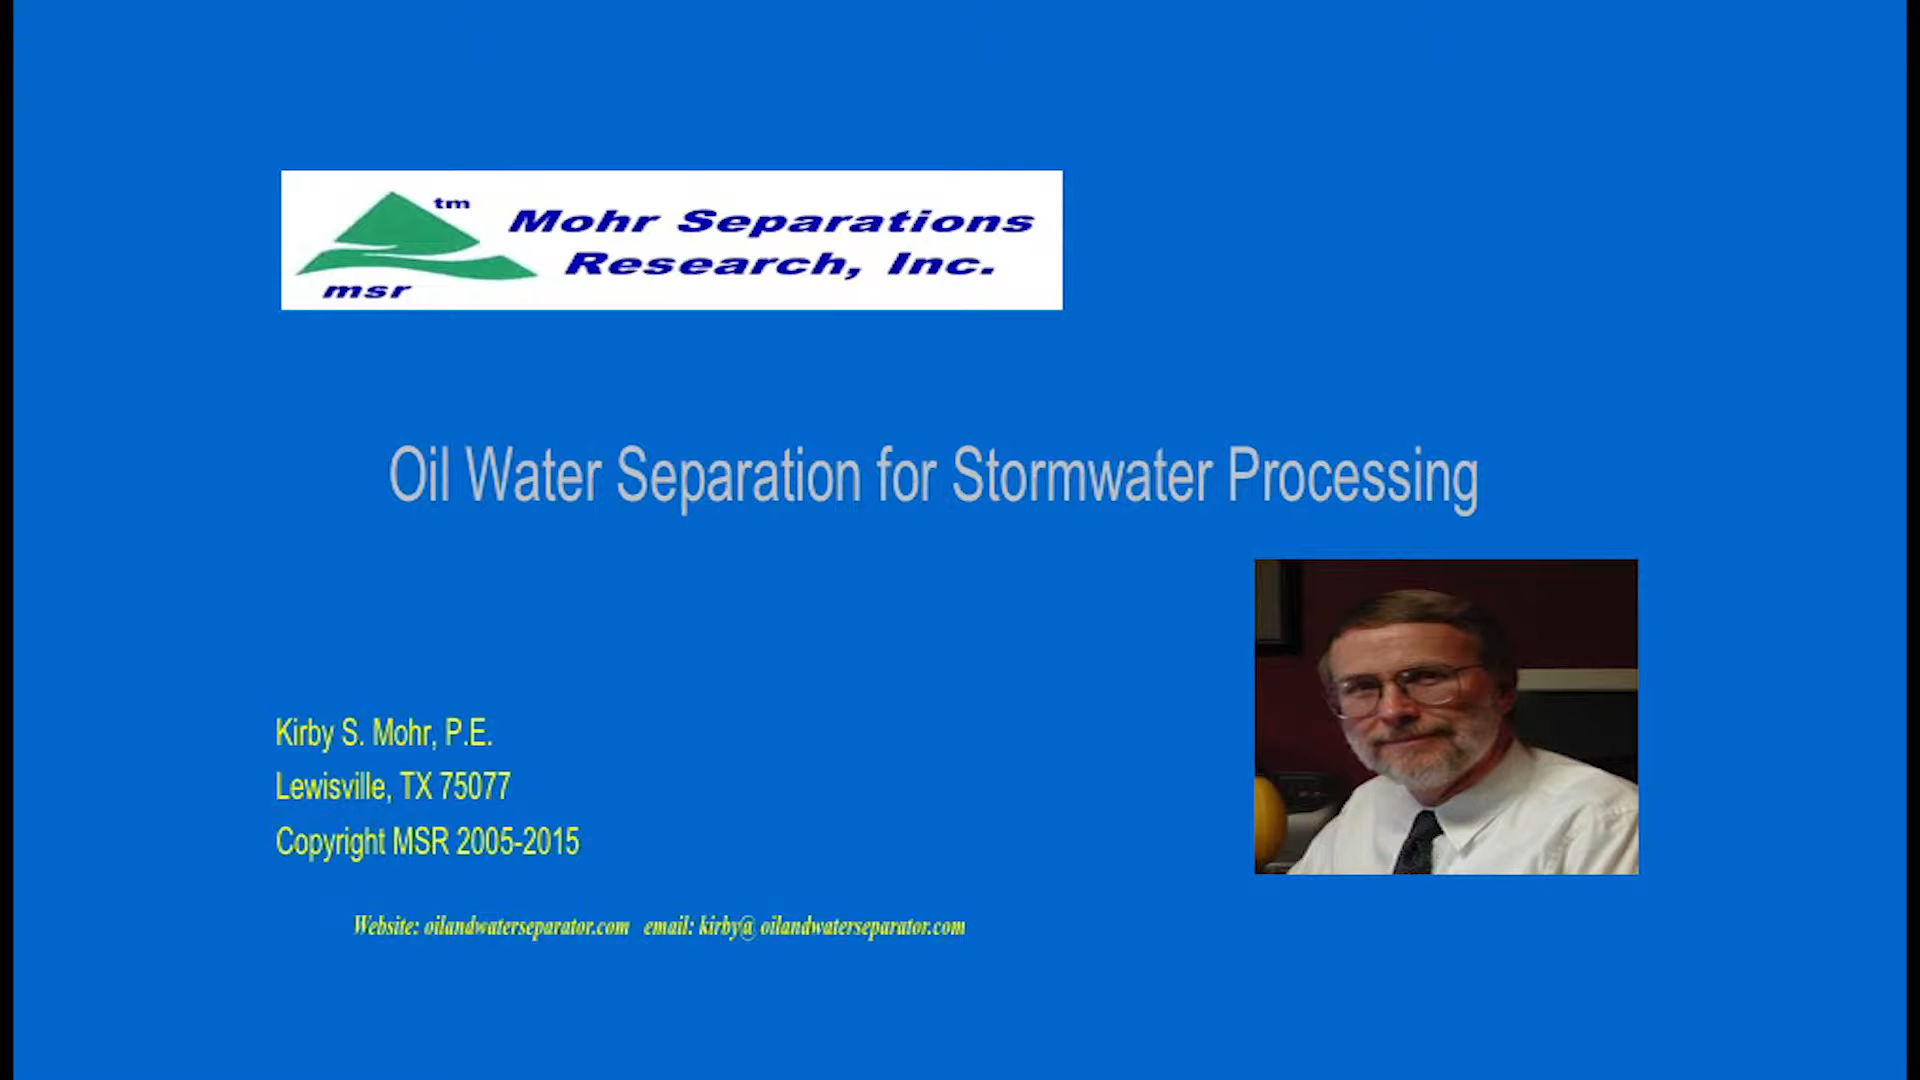 tm
Mohr Separations
Research, Inc.
msr
Oil Water Separation for Stormwater Processing
Kirby S. Mohr, P.E.
Lewisville, TX 75077
Copyright MSR 2005-2015
Website: oilandwaterseparator.com email: kirby@ oilandwaterseparator.com